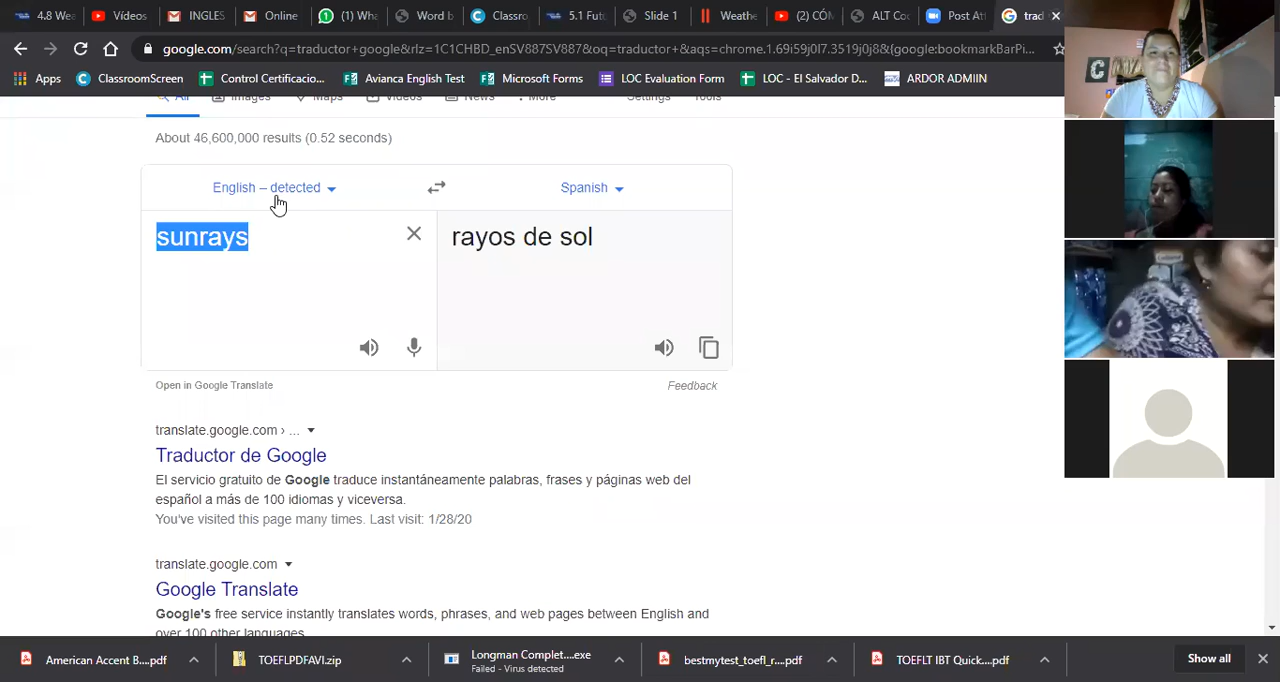 4.8 Wea
Vídeos
INGLES
Online
(1) Wha
Word b
Classro
5.1 Futu
Slide 1
Weathe
(2) CÓM
ALT Coc
Post Att
trad
google.com/search?q=traductor+google&rlz=1C1CHBD_enSV887SV887&oq=traductor+&aqs=chrome.1.69i59j0l7.3519j0j8&{google:bookmarkBarPi...
Apps
ClassroomScreen
Control Certificacio...
Avianca English Test
Microsoft Forms
LOC Evaluation Form
LOC - El Salvador D...
ARDOR ADMIIN
All
Images
Maps
Videos
News
More
Settings
Tools
About 46,600,000 results (0.52 seconds)
English – detected
Spanish
sunrays
rayos de sol
Open in Google Translate
Feedback
translate.google.com › ...
Traductor de Google
El servicio gratuito de Google traduce instantáneamente palabras, frases y páginas web del
español a más de 100 idiomas y viceversa.
You've visited this page many times. Last visit: 1/28/20
translate.google.com
Google Translate
Google's free service instantly translates words, phrases, and web pages between English and
over 100 other languages.
American Accent B....pdf
TOEFLPDFAVI.zip
Longman Complet....exe
Failed - Virus detected
bestmytest_toefl_r....pdf
TOEFLT IBT Quick....pdf
Show all
C